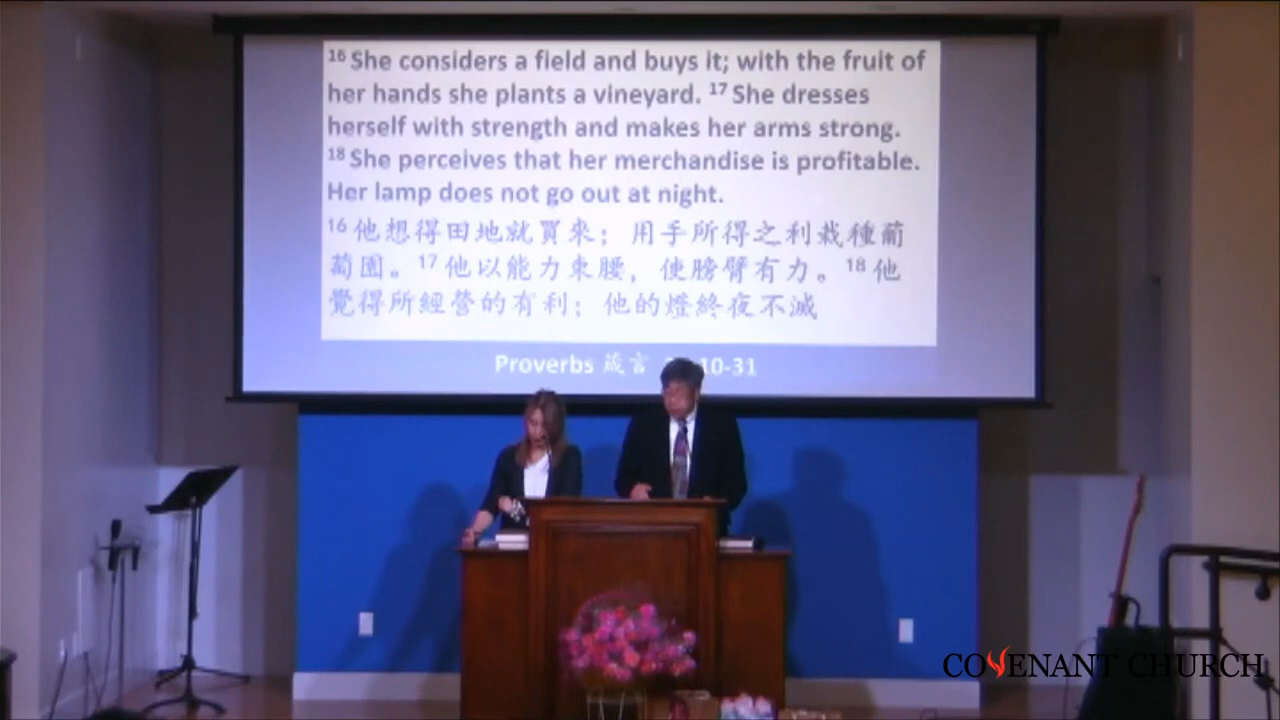 16 She considers a field and buys it; with the fruit of
her hands she plants a vineyard. 17 She dresses
herself with strength and makes her arms strong.
18 She perceives that her merchandise is profitable.
Her lamp does not go out at night.
16 他想得田地就買來；用手所得之利栽種葡
萄園。17 他以能力束腰，使膀臂有力。18 他
覺得所經營的有利；他的燈終夜不滅
Proverbs 箴言 10-31
COVENANT CHURCH